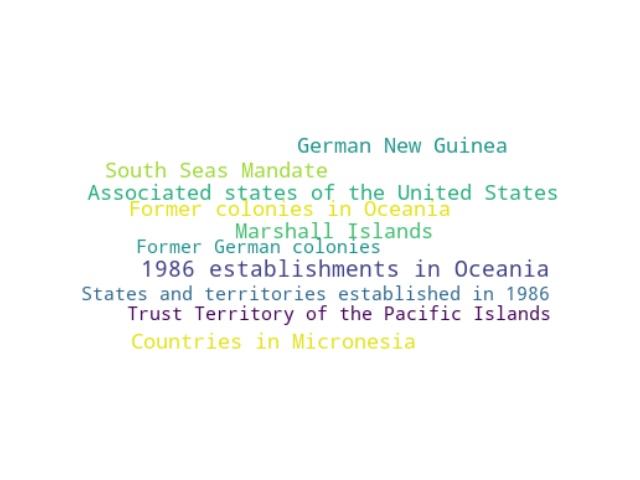 German New Guinea
South Seas Mandate
Associated states of the United States
Former colonies in Oceania
Marshall Islands
Former German colonies
1986 establishments in Oceania
States and territories established in 1986
Trust Territory of the Pacific Islands
Countries in Micronesia